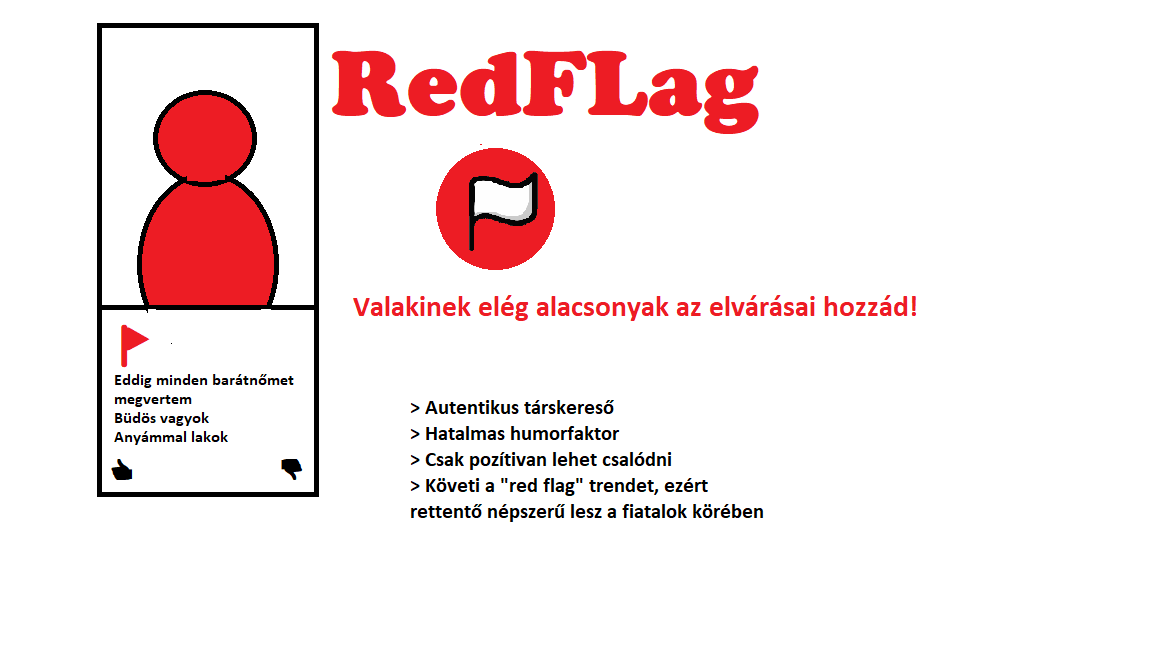 RedFLag
Valakinek elég alacsonyak az elvárásai hozzád!
Eddig minden barátnőmet
megvertem
Büdös vagyok
Anyámmal lakok
> Autentikus társkereső
> Hatalmas humorfaktor
> Csak pozítivan lehet csalódni
> Követi a "red flag" trendet, ezért
rettentő népszerű lesz a fiatalok körében